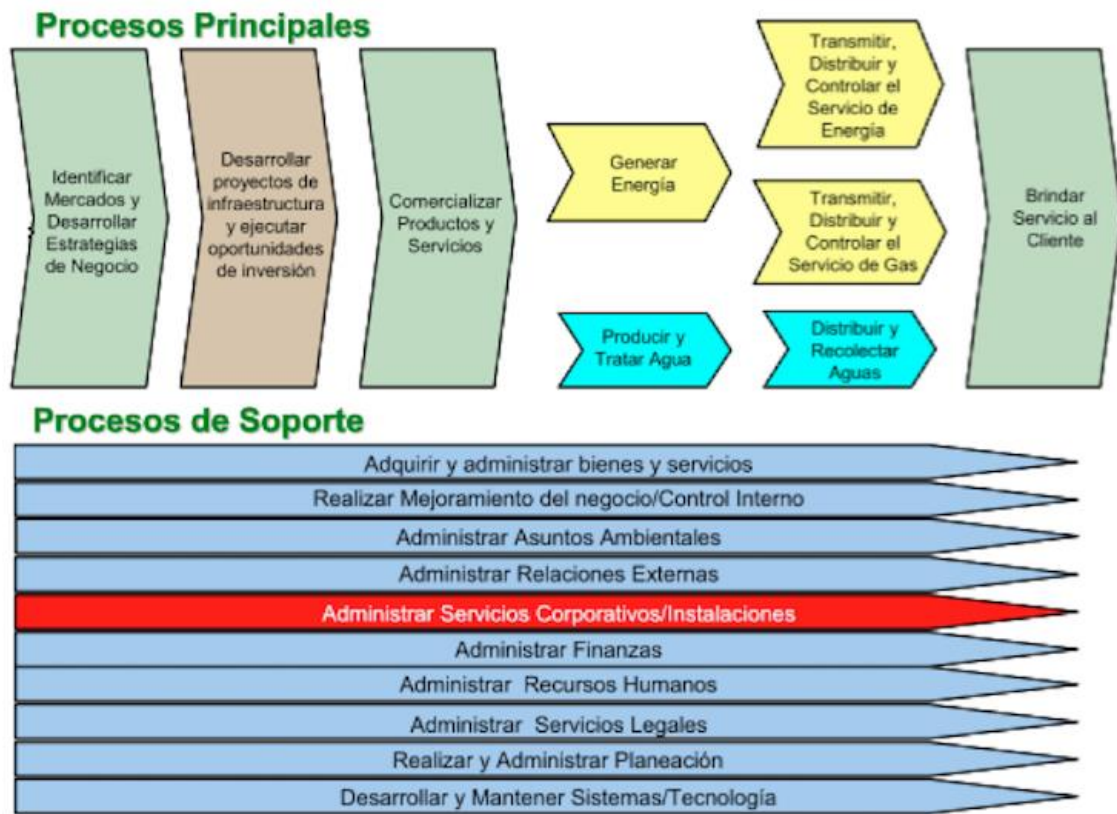 Procesos Principales
Identificar
Mercados y
Desarrollar
Estrategias
de Negocio
Desarrollar
proyectos de
infraestructura
y ejecutar
oportunidades
de inversión
Comercializar
Productos y
Servicios
Generar
Energía
Transmitir,
Distribuir y
Controlar el
Servicio de
Energía
Transmitir,
Distribuir y
Controlar el
Servicio de Gas
Producir y
Tratar Agua
Distribuir y
Recolectar
Aguas
Brindar
Servicio al
Cliente
Procesos de Soporte
Adquirir y administrar bienes y servicios
Realizar Mejoramiento del negocio/Control Interno
Administrar Asuntos Ambientales
Administrar Relaciones Externas
Administrar Servicios Corporativos/Instalaciones
Administrar Finanzas
Administrar Recursos Humanos
Administrar Servicios Legales
Realizar y Administrar Planeación
Desarrollar y Mantener Sistemas/Tecnología